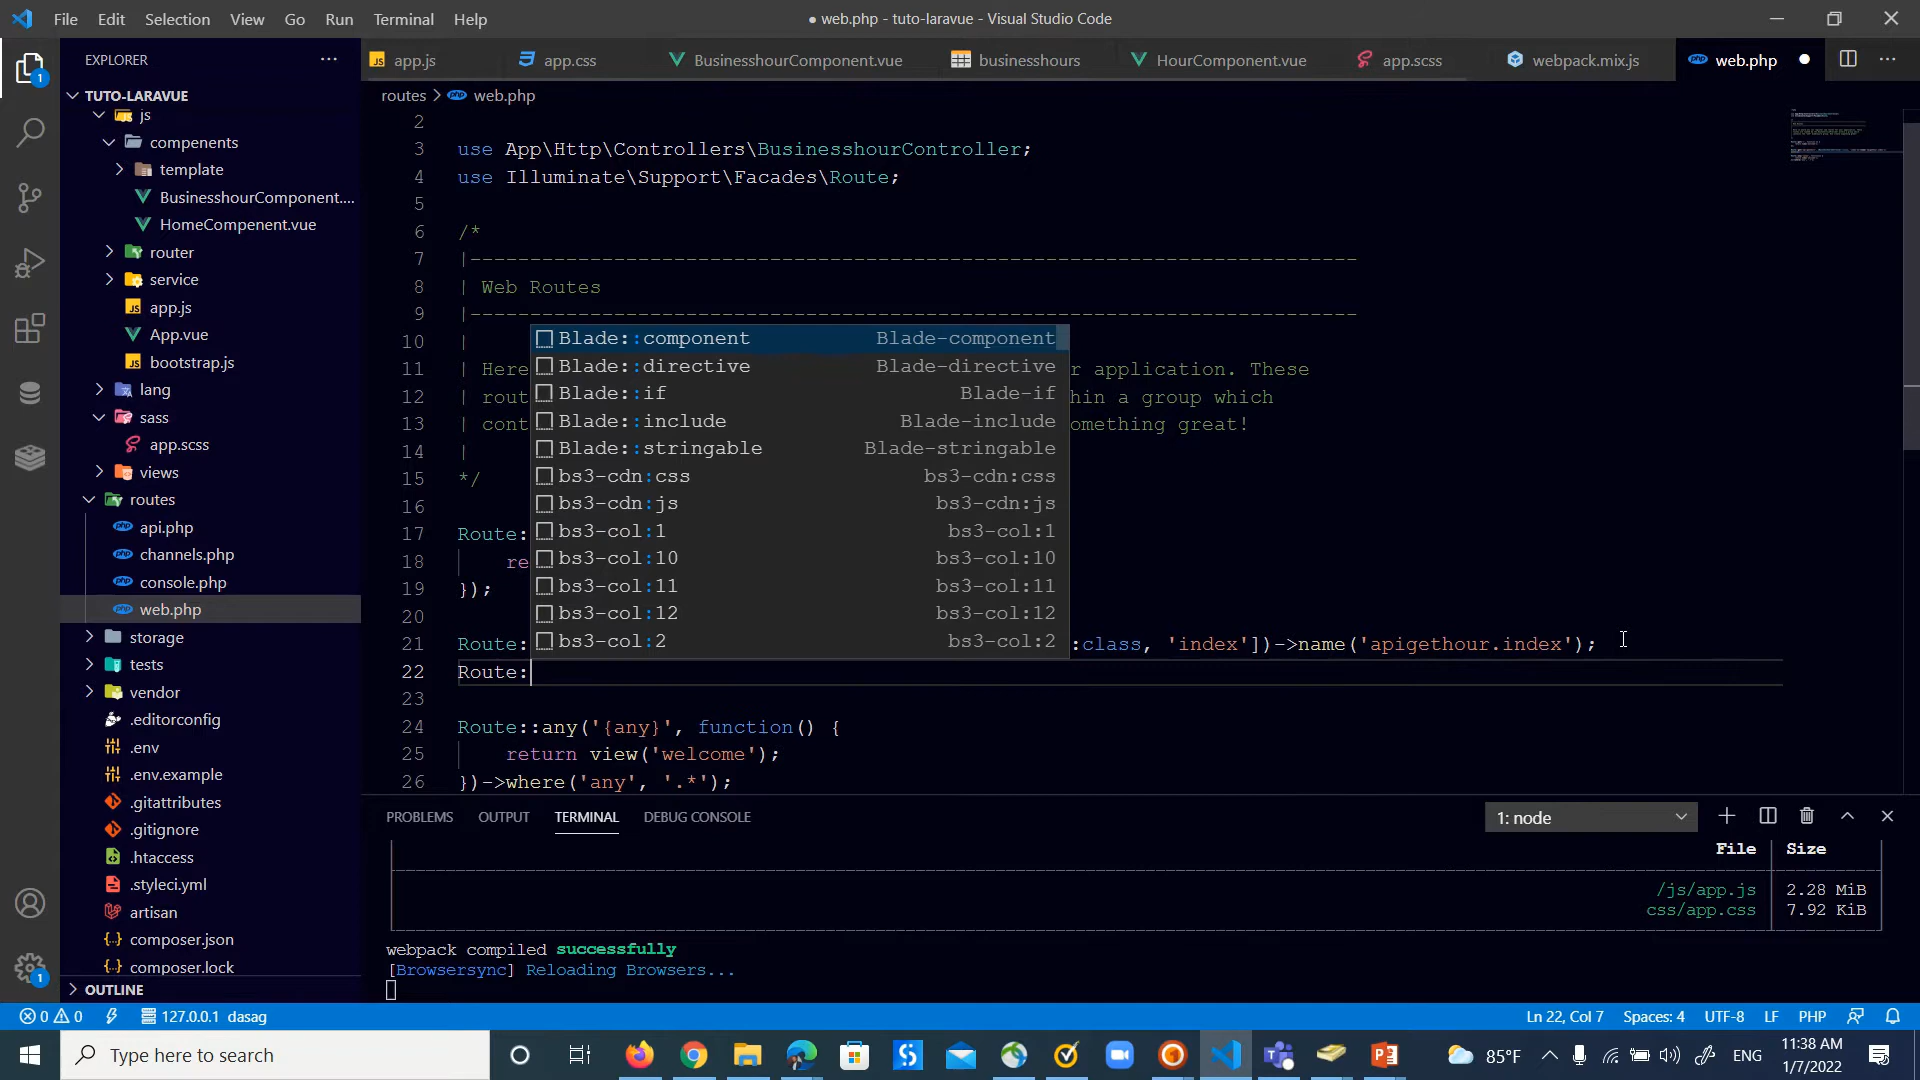 File Edit Selection View Go Run Terminal Help
● web.php - tuto-laravue - Visual Studio Code
EXPLORER
app.js app.css BusinesshourComponent.vue businesshours HourComponent.vue app.scss webpack.mix.js web.php
routes > web.php
TUTO-LARAVUE
js
compenents
template
BusinesshourComponent....
HomeCompenent.vue
router
service
app.js
App.vue
bootstrap.js
lang
sass
app.scss
views
routes
api.php
channels.php
console.php
web.php
storage
tests
vendor
.editorconfig
.env
.env.example
.gitattributes
.gitignore
.htaccess
.styleci.yml
artisan
composer.json
composer.lock
OUTLINE
2
3 use App\Http\Controllers\BusinesshourController;
4 use Illuminate\Support\Facades\Route;
5
6 /*
7 |--------------------------------------------------------------------------
8 | Web Routes
9 |--------------------------------------------------------------------------
10 |
11 | Here r application. These
12 | rout hin a group which
13 | cont omething great!
14 |
15 */
16
17 Route:
18 re
19 });
20
21 Route: :class, 'index'])->name('apigethour.index');
22 Route:
23
24 Route::any('{any}', function() {
25 return view('welcome');
26 })->where('any', '.*');
Blade::component Blade-component
Blade::directive Blade-directive
Blade::if Blade-if
Blade::include Blade-include
Blade::stringable Blade-stringable
bs3-cdn:css bs3-cdn:css
bs3-cdn:js bs3-cdn:js
bs3-col:1 bs3-col:1
bs3-col:10 bs3-col:10
bs3-col:11 bs3-col:11
bs3-col:12 bs3-col:12
bs3-col:2 bs3-col:2
PROBLEMS OUTPUT TERMINAL DEBUG CONSOLE 1: node
File Size
/js/app.js 2.28 MiB
css/app.css 7.92 KiB
webpack compiled successfully
[Browsersync] Reloading Browsers...
0 0 127.0.0.1 dasag
Ln 22, Col 7 Spaces: 4 UTF-8 LF PHP
Type here to search
85°F ENG
11:38 AM
1/7/2022